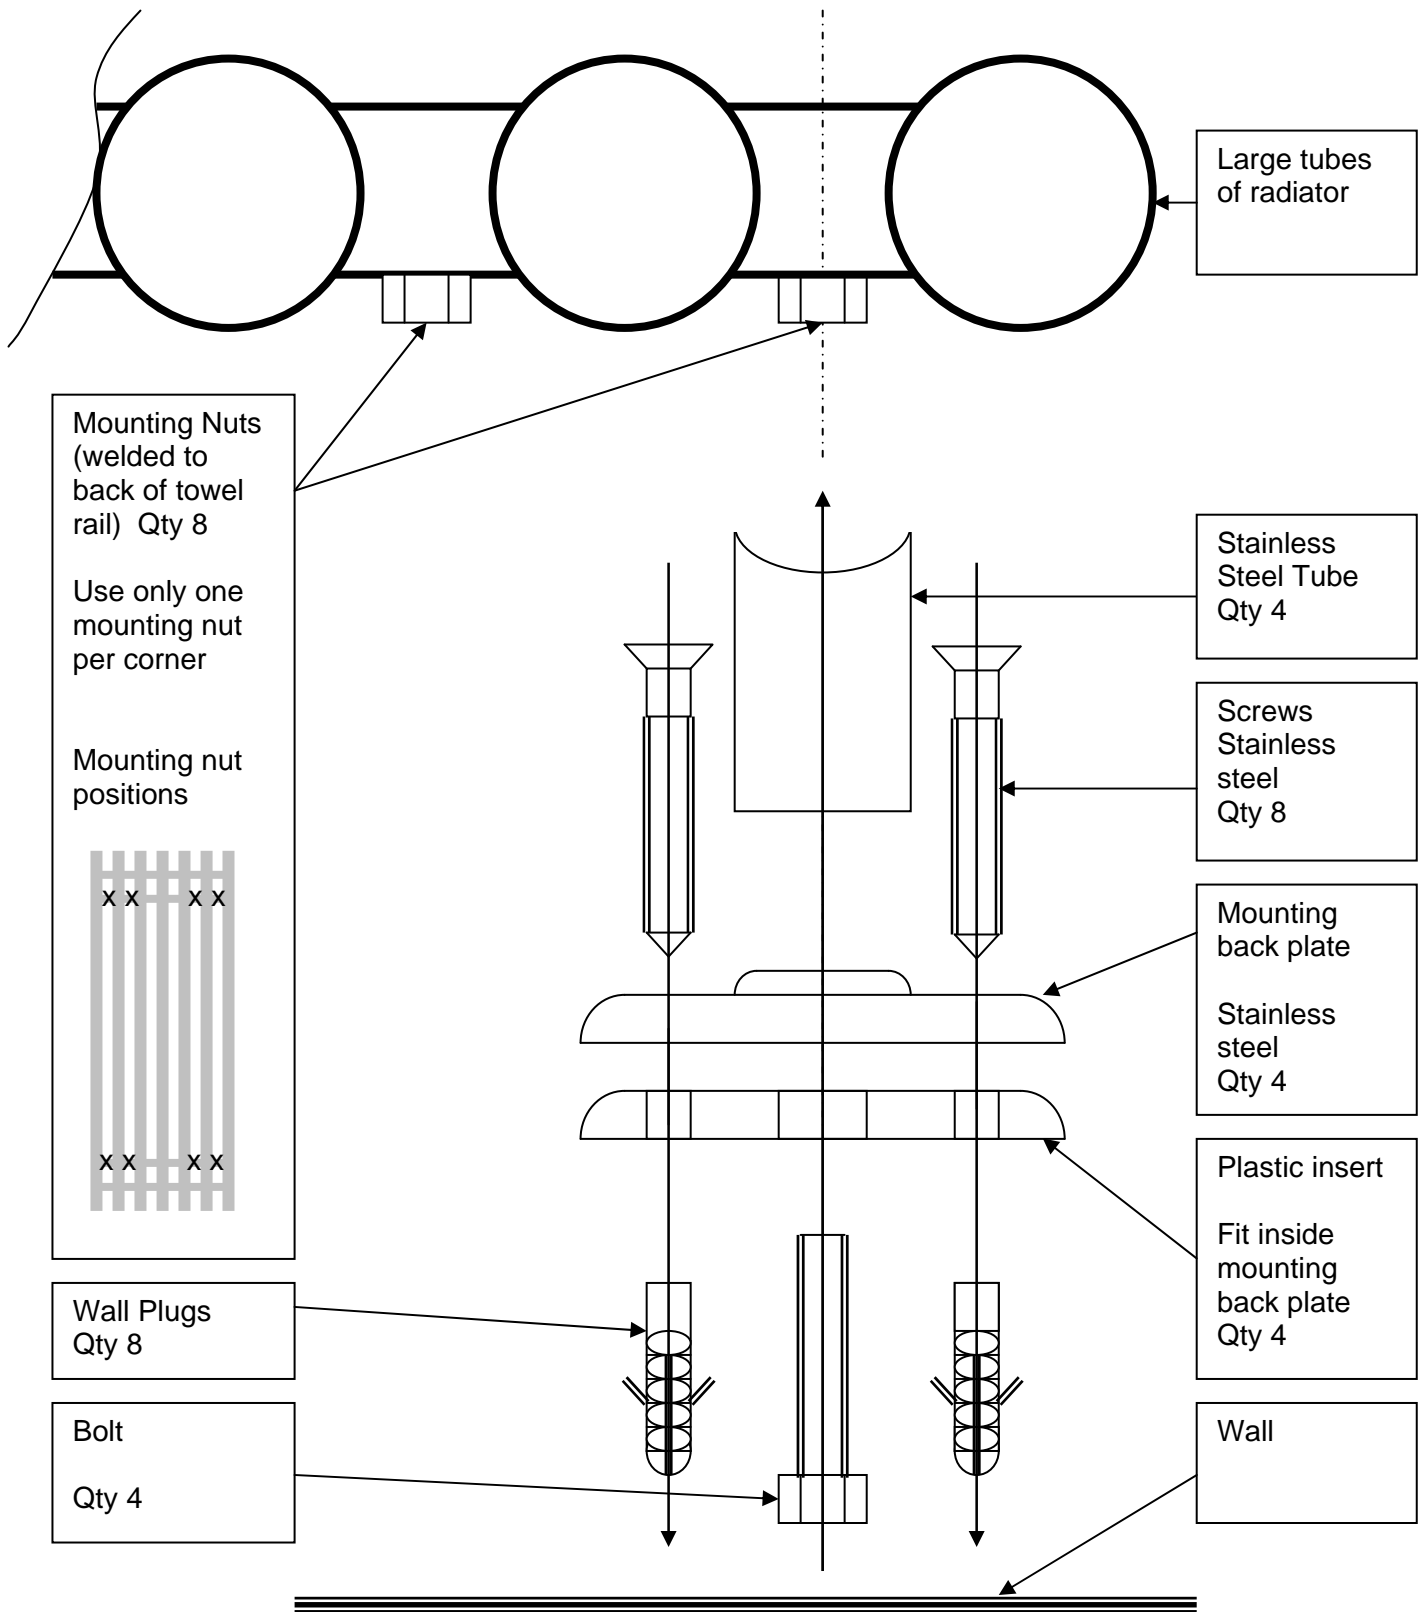 Large tubes
of radiator
Mounting Nuts
(welded to
back of towel
rail)  Qty 8
Use only one
mounting nut
per corner
Mounting nut
positions
x x x x
x x x x
Stainless
Steel Tube
Qty 4
Screws
Stainless
steel
Qty 8
Mounting
back plate
Stainless
steel
Qty 4
Plastic insert
Fit inside
mounting
back plate
Qty 4
Wall Plugs
Qty 8
Bolt
Qty 4
Wall